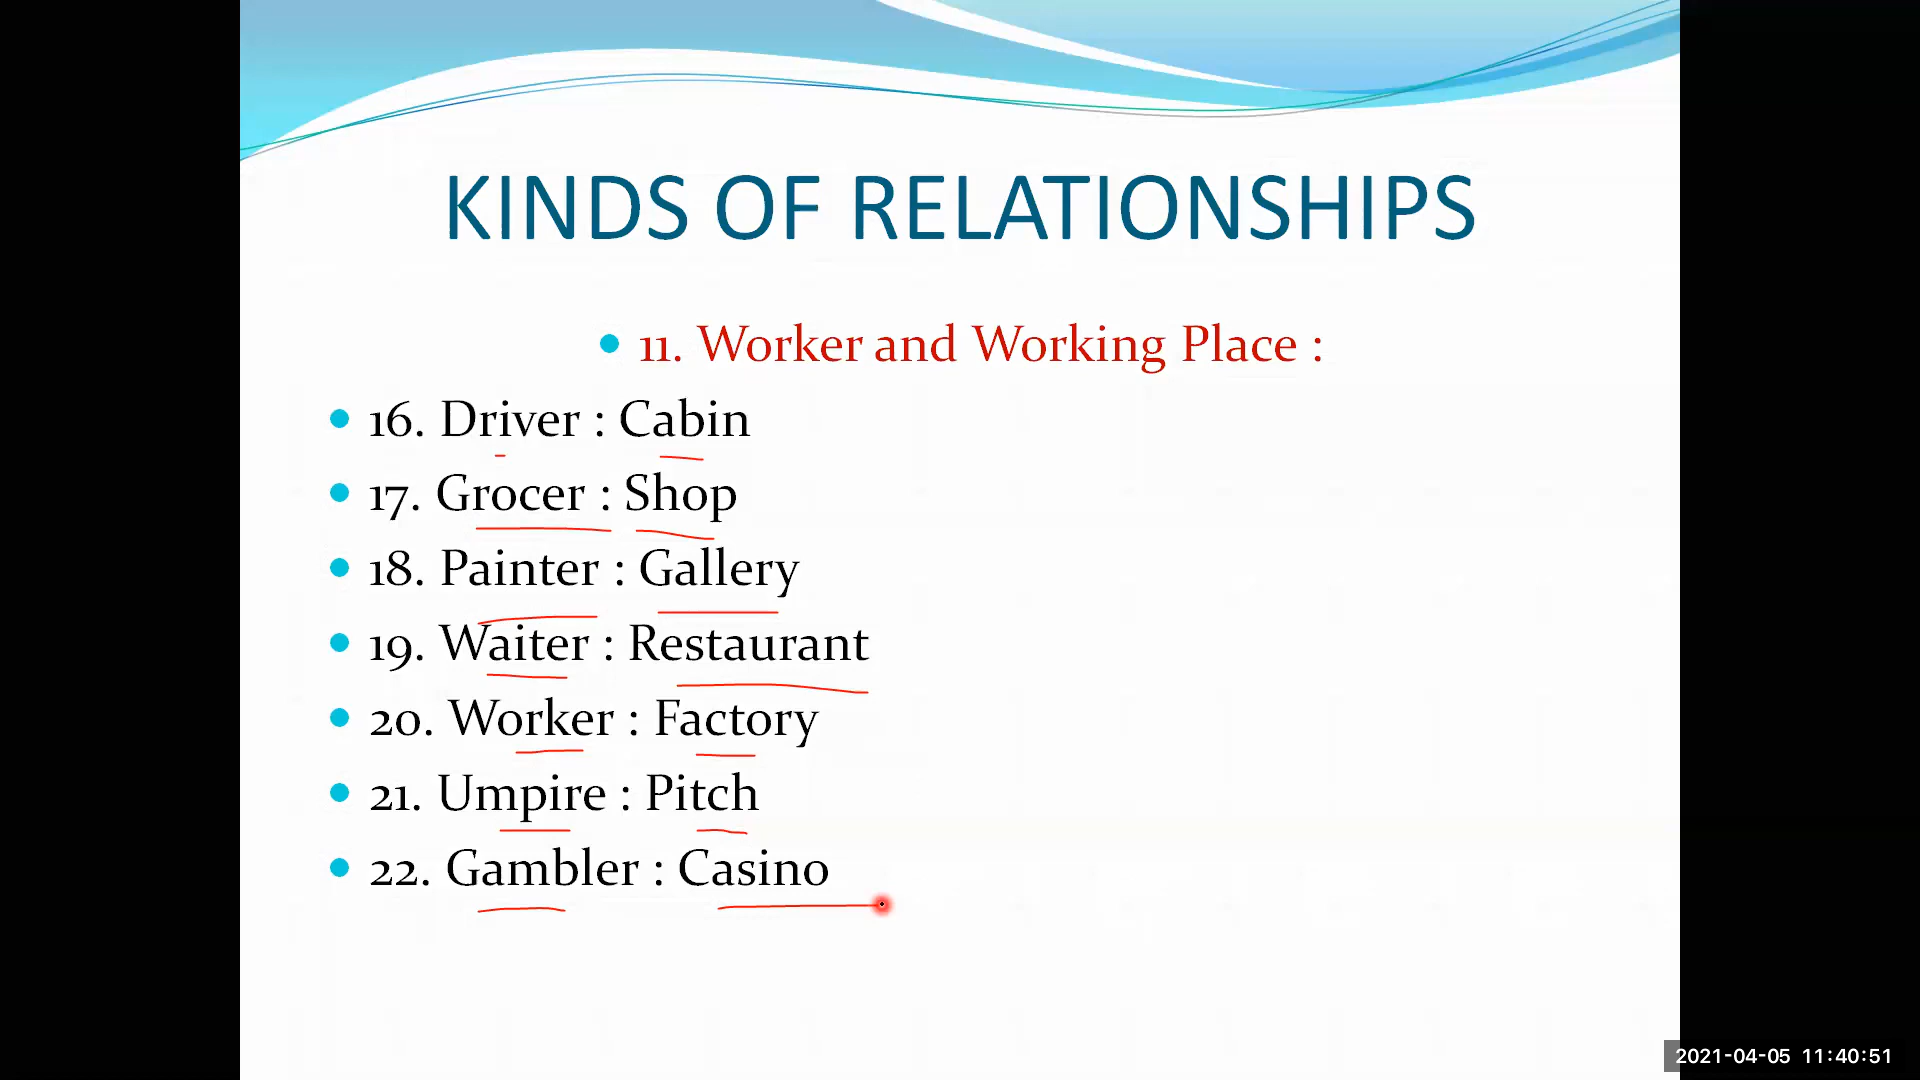 KINDS OF RELATIONSHIPS
11. Worker and Working Place :
16. Driver : Cabin
17. Grocer : Shop
18. Painter : Gallery
19. Waiter : Restaurant
20. Worker : Factory
21. Umpire : Pitch
22. Gambler : Casino
2021-04-05 11:40:51